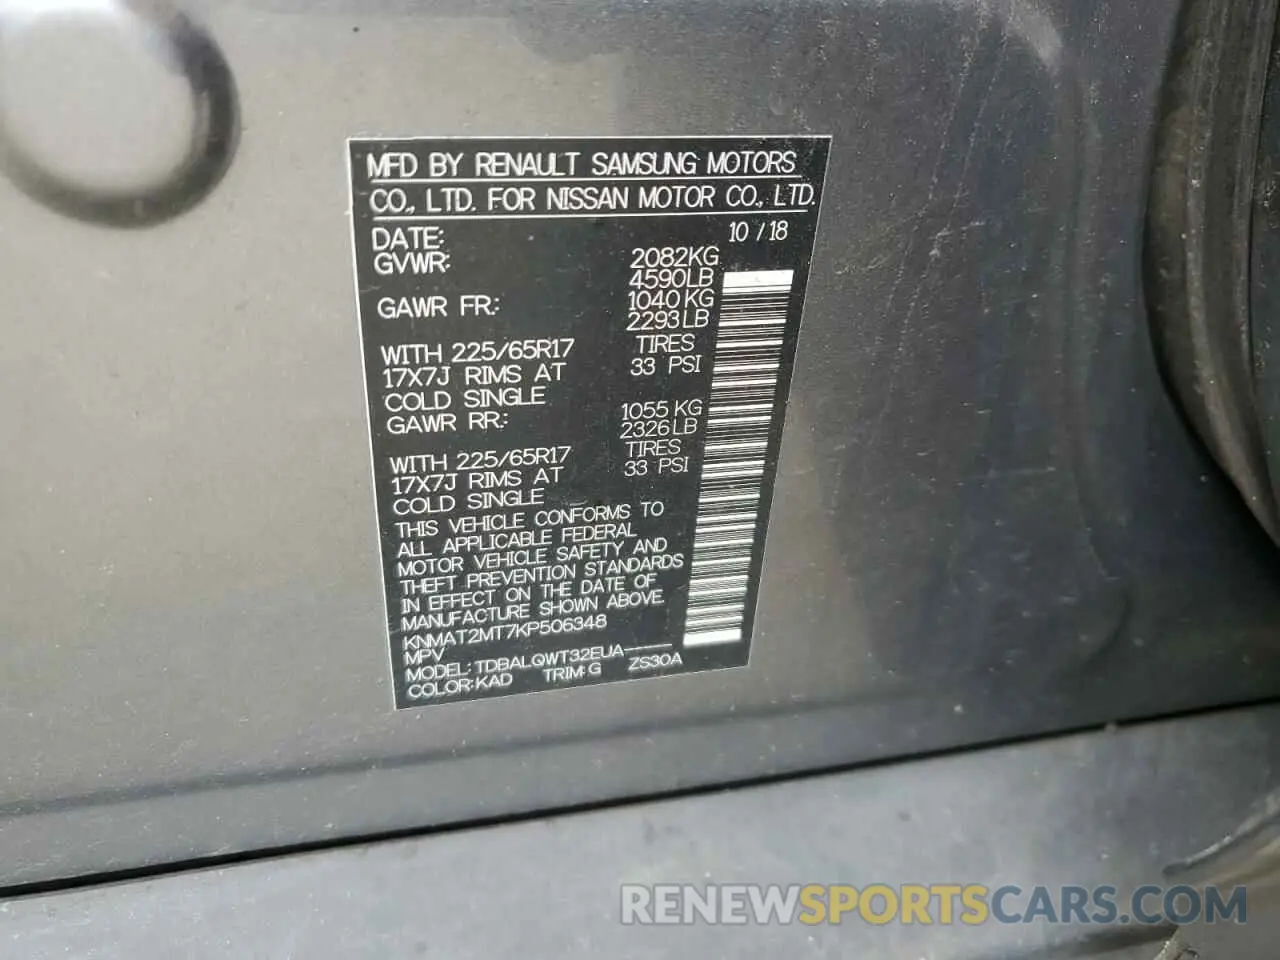 MFD BY RENAULT SAMSUNG MOTORS
CO., LTD. FOR NISSAN MOTOR CO., LTD.
DATE: 10 / 18
GVWR: 2082KG
4590LB
GAWR FR.: 1040KG
2293LB
WITH 225/65R17 TIRES
17X7J RIMS AT 33 PSI
COLD SINGLE
GAWR RR.: 1055KG
2326LB
WITH 225/65R17 TIRES
17X7J RIMS AT 33 PSI
COLD SINGLE
THIS VEHICLE CONFORMS TO
ALL APPLICABLE FEDERAL
MOTOR VEHICLE SAFETY AND
THEFT PREVENTION STANDARDS
IN EFFECT ON THE DATE OF
MANUFACTURE SHOWN ABOVE.
KNMAT2MT7KP506348
MPV
MODEL: TDBALQWT32EUA-----
COLOR: KAD TRIM: G ZS30A
RENEWSPORTSCARS.COM